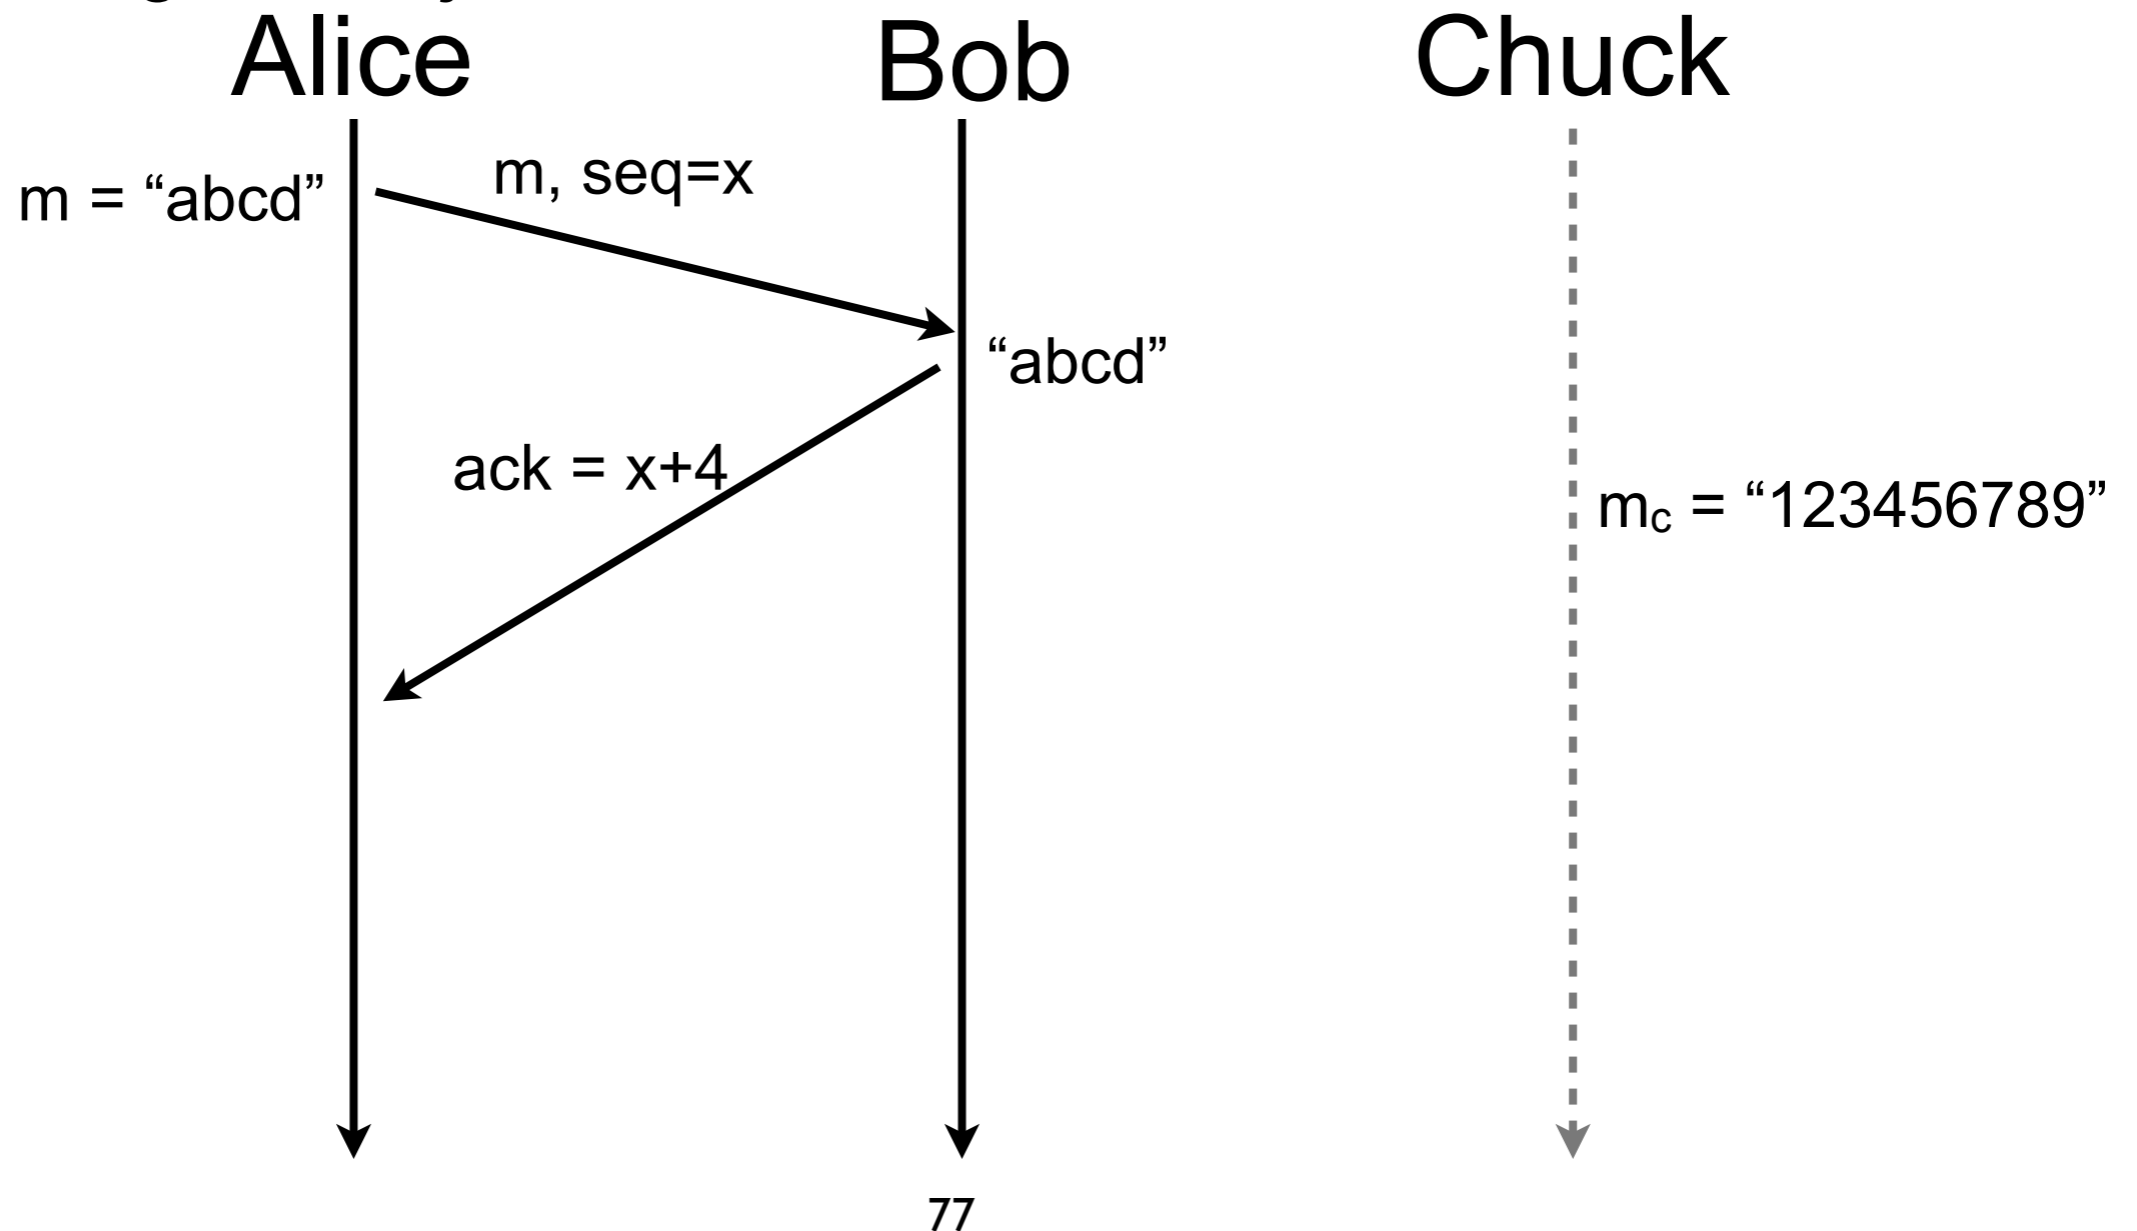 Alice Bob Chuck
m = “abcd”
m, seq=x
“abcd”
ack = x+4
mc = “123456789”
77